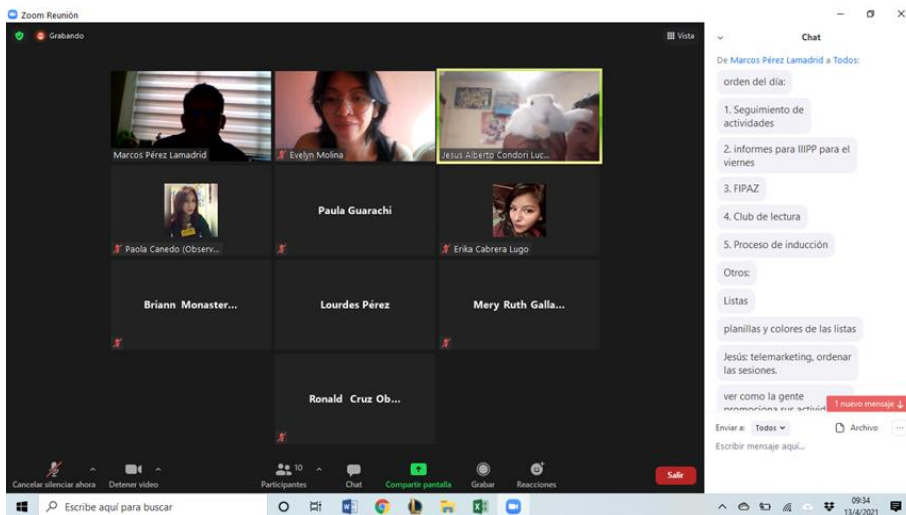 Zoom Reunión
Grabando
Vista
Marcos Pérez Lamadrid
Evelyn Molina
Jesus Alberto Condori Luc...
Paola Canedo (Observ...
Paula Guarachi
Erika Cabrera Lugo
Briann Monaster...
Lourdes Pérez
Mery Ruth Galla...
Ronald Cruz Ob...
Cancelar silenciar ahora
Detener video
10
Participantes
Chat
Compartir pantalla
Grabar
Reacciones
Salir
Chat
De Marcos Pérez Lamadrid a Todos:
orden del día:
1. Seguimiento de
actividades
2. informes para IIIPP para el
viernes
3. FIPAZ
4. Club de lectura
5. Proceso de inducción
Otros:
Listas
planillas y colores de las listas
Jesús: telemarketing, ordenar
las sesiones.
ver como la gente
promociona sus activid
1 nuevo mensaje
Enviar a: Todos
Archivo
Escribir mensaje aquí...
Escribe aquí para buscar
09:34
13/4/2021